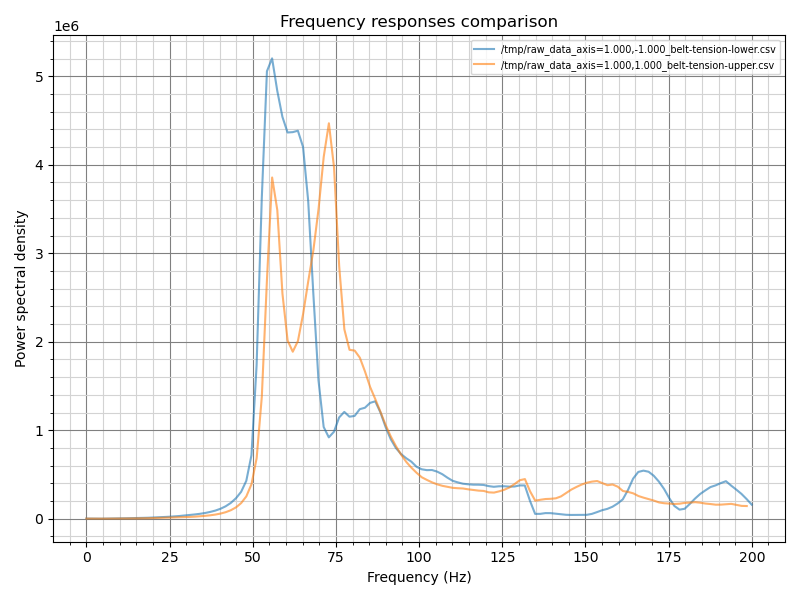 Frequency responses comparison
1e6
/tmp/raw_data_axis=1.000,-1.000_belt-tension-lower.csv
/tmp/raw_data_axis=1.000,1.000_belt-tension-upper.csv
5
4
3
2
1
0
Power spectral density
0 25 50 75 100 125 150 175 200
Frequency (Hz)